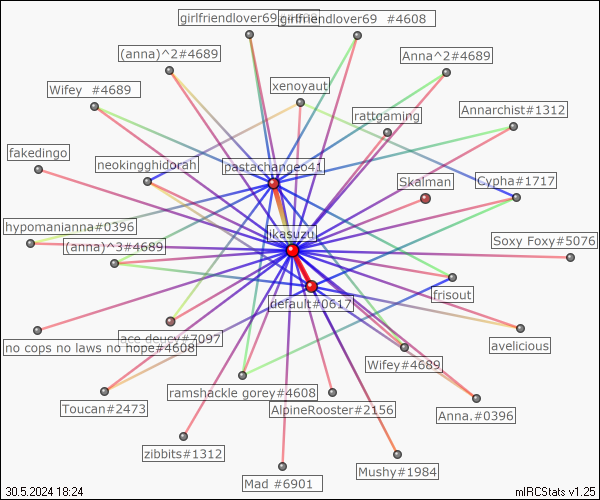 girlfriendlover69
girlfriendlover69 #4608
(anna)^2#4689
Anna^2#4689
Wifey #4689
xenoyaut
rattgaming
Annarchist#1312
fakedingo
neokingghidorah
pastachangeo41
Skalman
Cypha#1717
hypomanianna#0396
jkasuzu
(anna)^3#4689
Soxy Foxy#5076
default#0617
frisout
ace deucy#7097
no cops no laws no hope#4608
avelicious
Wifey#4689
ramshackle gorey#4608
Toucan#2473
AlpineRooster#2156
Anna.#0396
zibbits#1312
Mad #6901
Mushy#1984
30.5.2024 18:24
mIRCStats v1.25